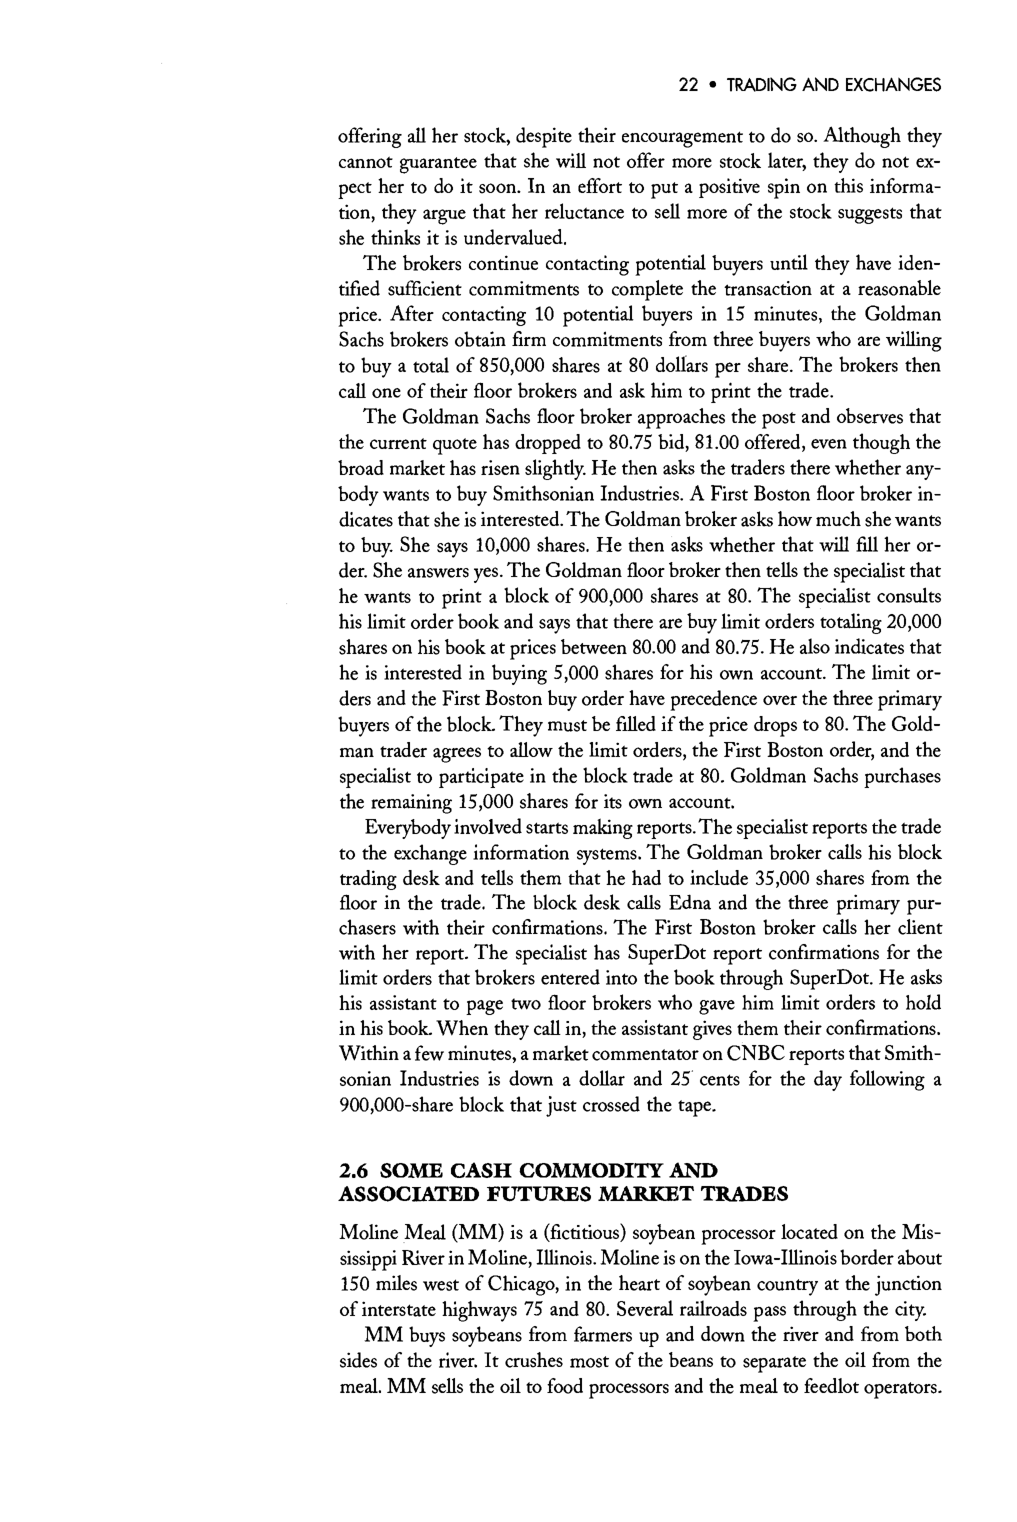 22 • TRADING AND EXCHANGES
offering all her stock, despite their encouragement to do so. Although they
cannot guarantee that she will not offer more stock later, they do not ex-
pect her to do it soon. In an effort to put a positive spin on this informa-
tion, they argue that her reluctance to sell more of the stock suggests that
she thinks it is undervalued.
The brokers continue contacting potential buyers until they have iden-
tified sufficient commitments to complete the transaction at a reasonable
price. After contacting 10 potential buyers in 15 minutes, the Goldman
Sachs brokers obtain firm commitments from three buyers who are willing
to buy a total of 850,000 shares at 80 dollars per share. The brokers then
call one of their floor brokers and ask him to print the trade.
The Goldman Sachs floor broker approaches the post and observes that
the current quote has dropped to 80.75 bid, 81.00 offered, even though the
broad market has risen slightly. He then asks the traders there whether any-
body wants to buy Smithsonian Industries. A First Boston floor broker in-
dicates that she is interested. The Goldman broker asks how much she wants
to buy. She says 10,000 shares. He then asks whether that will fill her or-
der. She answers yes. The Goldman floor broker then tells the specialist that
he wants to print a block of 900,000 shares at 80. The specialist consults
his limit order book and says that there are buy limit orders totaling 20,000
shares on his book at prices between 80.00 and 80.75. He also indicates that
he is interested in buying 5,000 shares for his own account. The limit or-
ders and the First Boston buy order have precedence over the three primary
buyers of the block. They must be filled if the price drops to 80. The Gold-
man trader agrees to allow the limit orders, the First Boston order, and the
specialist to participate in the block trade at 80. Goldman Sachs purchases
the remaining 15,000 shares for its own account.
Everybody involved starts making reports. The specialist reports the trade
to the exchange information systems. The Goldman broker calls his block
trading desk and tells them that he had to include 35,000 shares from the
floor in the trade. The block desk calls Edna and the three primary pur-
chasers with their confirmations. The First Boston broker calls her client
with her report. The specialist has SuperDot report confirmations for the
limit orders that brokers entered into the book through SuperDot. He asks
his assistant to page two floor brokers who gave him limit orders to hold
in his book. When they call in, the assistant gives them their confirmations.
Within a few minutes, a market commentator on CNBC reports that Smith-
sonian Industries is down a dollar and 25 cents for the day following a
900,000-share block that just crossed the tape.
2.6 SOME CASH COMMODITY AND
ASSOCIATED FUTURES MARKET TRADES
Moline Meal (MM) is a (fictitious) soybean processor located on the Mis-
sissippi River in Moline, Illinois. Moline is on the Iowa-Illinois border about
150 miles west of Chicago, in the heart of soybean country at the junction
of interstate highways 75 and 80. Several railroads pass through the city.
MM buys soybeans from farmers up and down the river and from both
sides of the river. It crushes most of the beans to separate the oil from the
meal. MM sells the oil to food processors and the meal to feedlot operators.